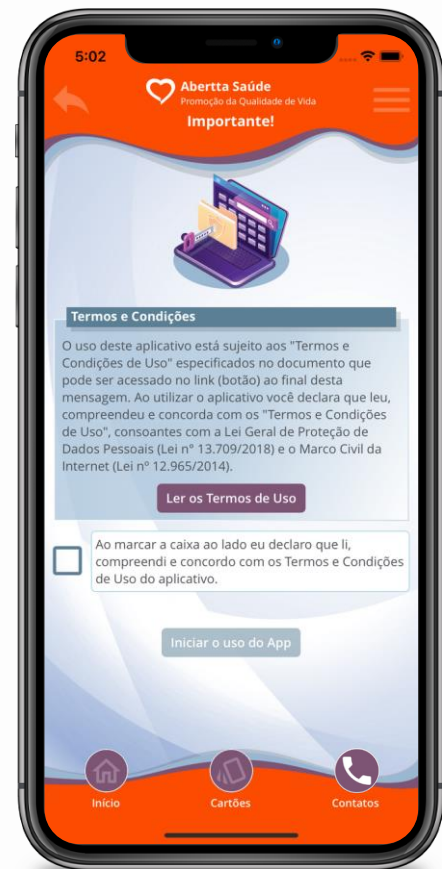 5:02
Abertta Saúde
Promoção da Qualidade de Vida
Importante!
Termos e Condições
O uso deste aplicativo está sujeito aos "Termos e
Condições de Uso" especificados no documento que
pode ser acessado no link (botão) ao final desta
mensagem. Ao utilizar o aplicativo você declara que leu,
compreendeu e concorda com os "Termos e Condições
de Uso", consoantes com a Lei Geral de Proteção de
Dados Pessoais (Lei n° 13.709/2018) e o Marco Civil da
Internet (Lei nº 12.965/2014).
Ler os Termos de Uso
Ao marcar a caixa ao lado eu declaro que li,
compreendi e concordo com os Termos e Condições
de Uso do aplicativo.
Iniciar o uso do App
Início
Cartões
Contatos